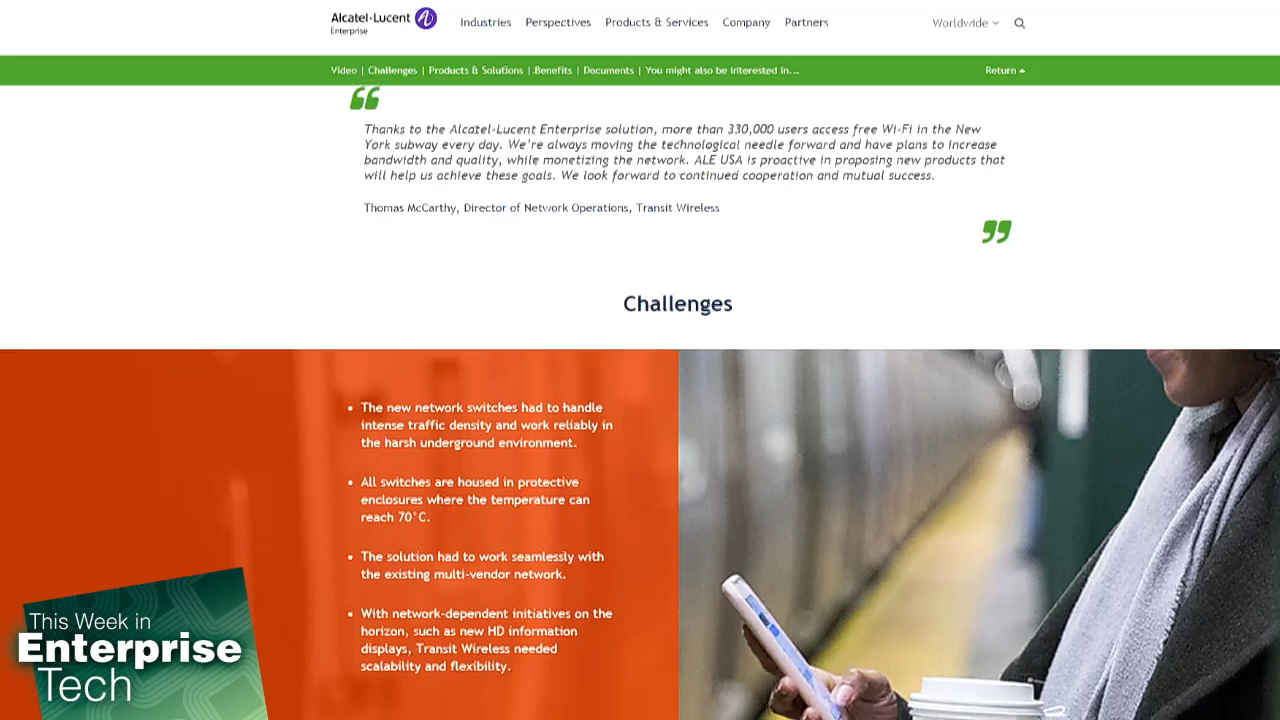 Alcatel·Lucent
Enterprise
Industries Perspectives Products & Services Company Partners Worldwide
Video | Challenges | Products & Solutions | Benefits | Documents | You might also be interested in... Return
Thanks to the Alcatel-Lucent Enterprise solution, more than 330,000 users access free Wi-Fi in the New
York subway every day. We're always moving the technological needle forward and have plans to increase
bandwidth and quality, while monetizing the network. ALE USA is proactive in proposing new products that
will help us achieve these goals. We look forward to continued cooperation and mutual success.
Thomas McCarthy, Director of Network Operations, Transit Wireless
Challenges
• The new network switches had to handle
intense traffic density and work reliably in
the harsh underground environment.
• All switches are housed in protective
enclosures where the temperature can
reach 70°C.
• The solution had to work seamlessly with
the existing multi-vendor network.
• With network-dependent initiatives on the
horizon, such as new HD information
displays, Transit Wireless needed
scalability and flexibility.
This Week in
Enterprise
Tech